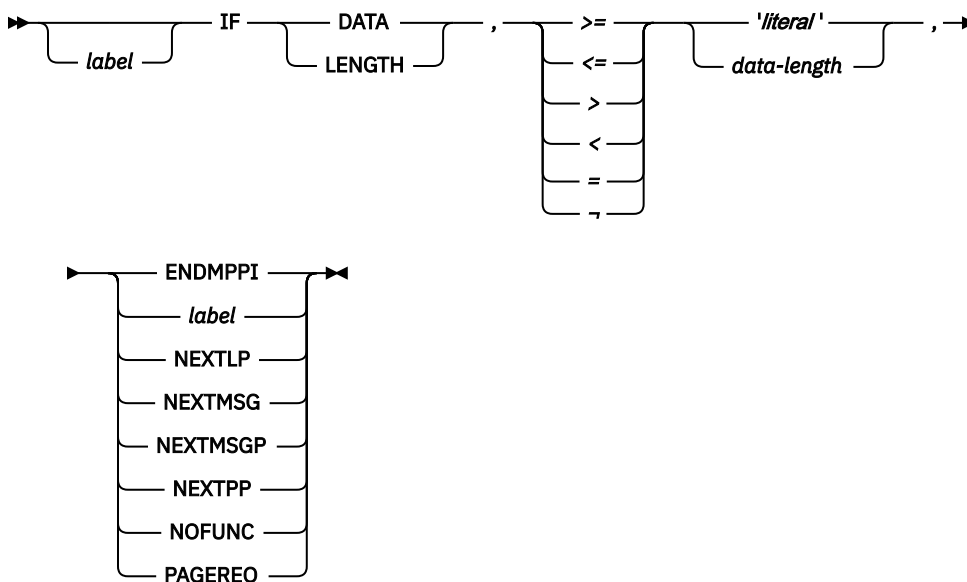 label IF DATA , >= 'literal' ,
LENGTH <= data-length
>
<
=
¬
ENDMPPI
label
NEXTLP
NEXTMSG
NEXTMSGP
NEXTPP
NOFUNC
PAGEREQ